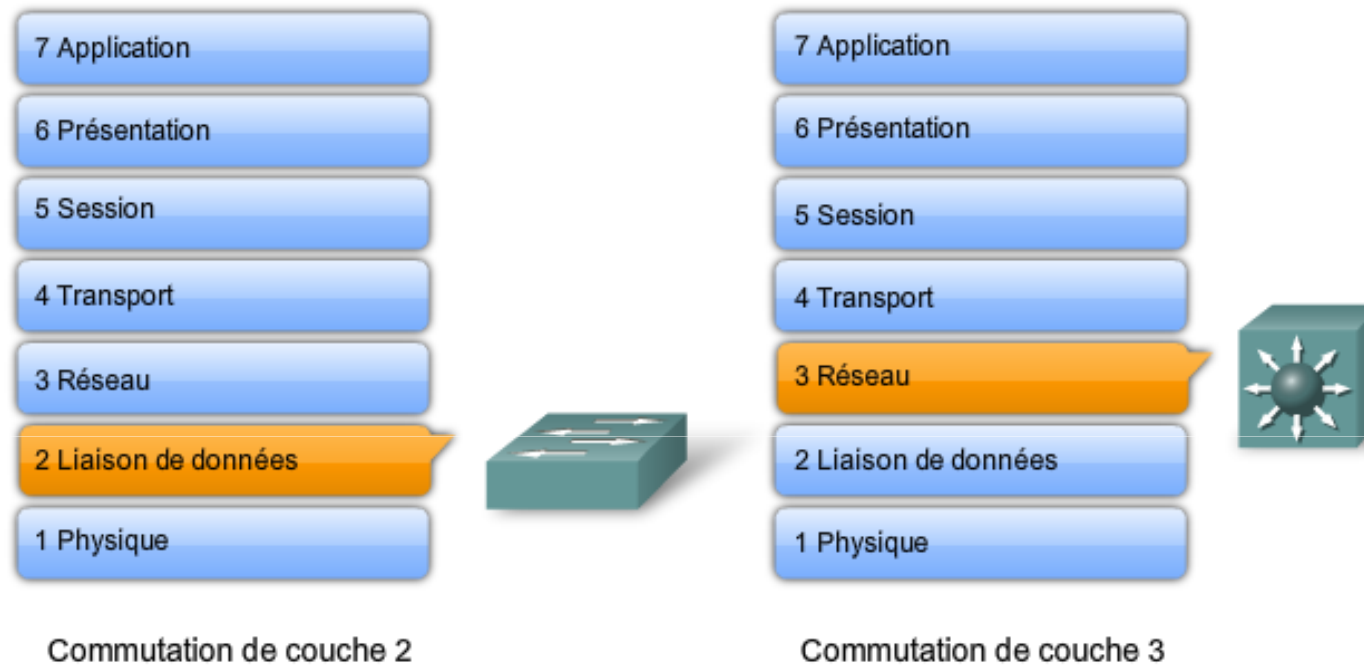 7 Application
6 Présentation
5 Session
4 Transport
3 Réseau
2 Liaison de données
1 Physique
Commutation de couche 2
7 Application
6 Présentation
5 Session
4 Transport
3 Réseau
2 Liaison de données
1 Physique
Commutation de couche 3